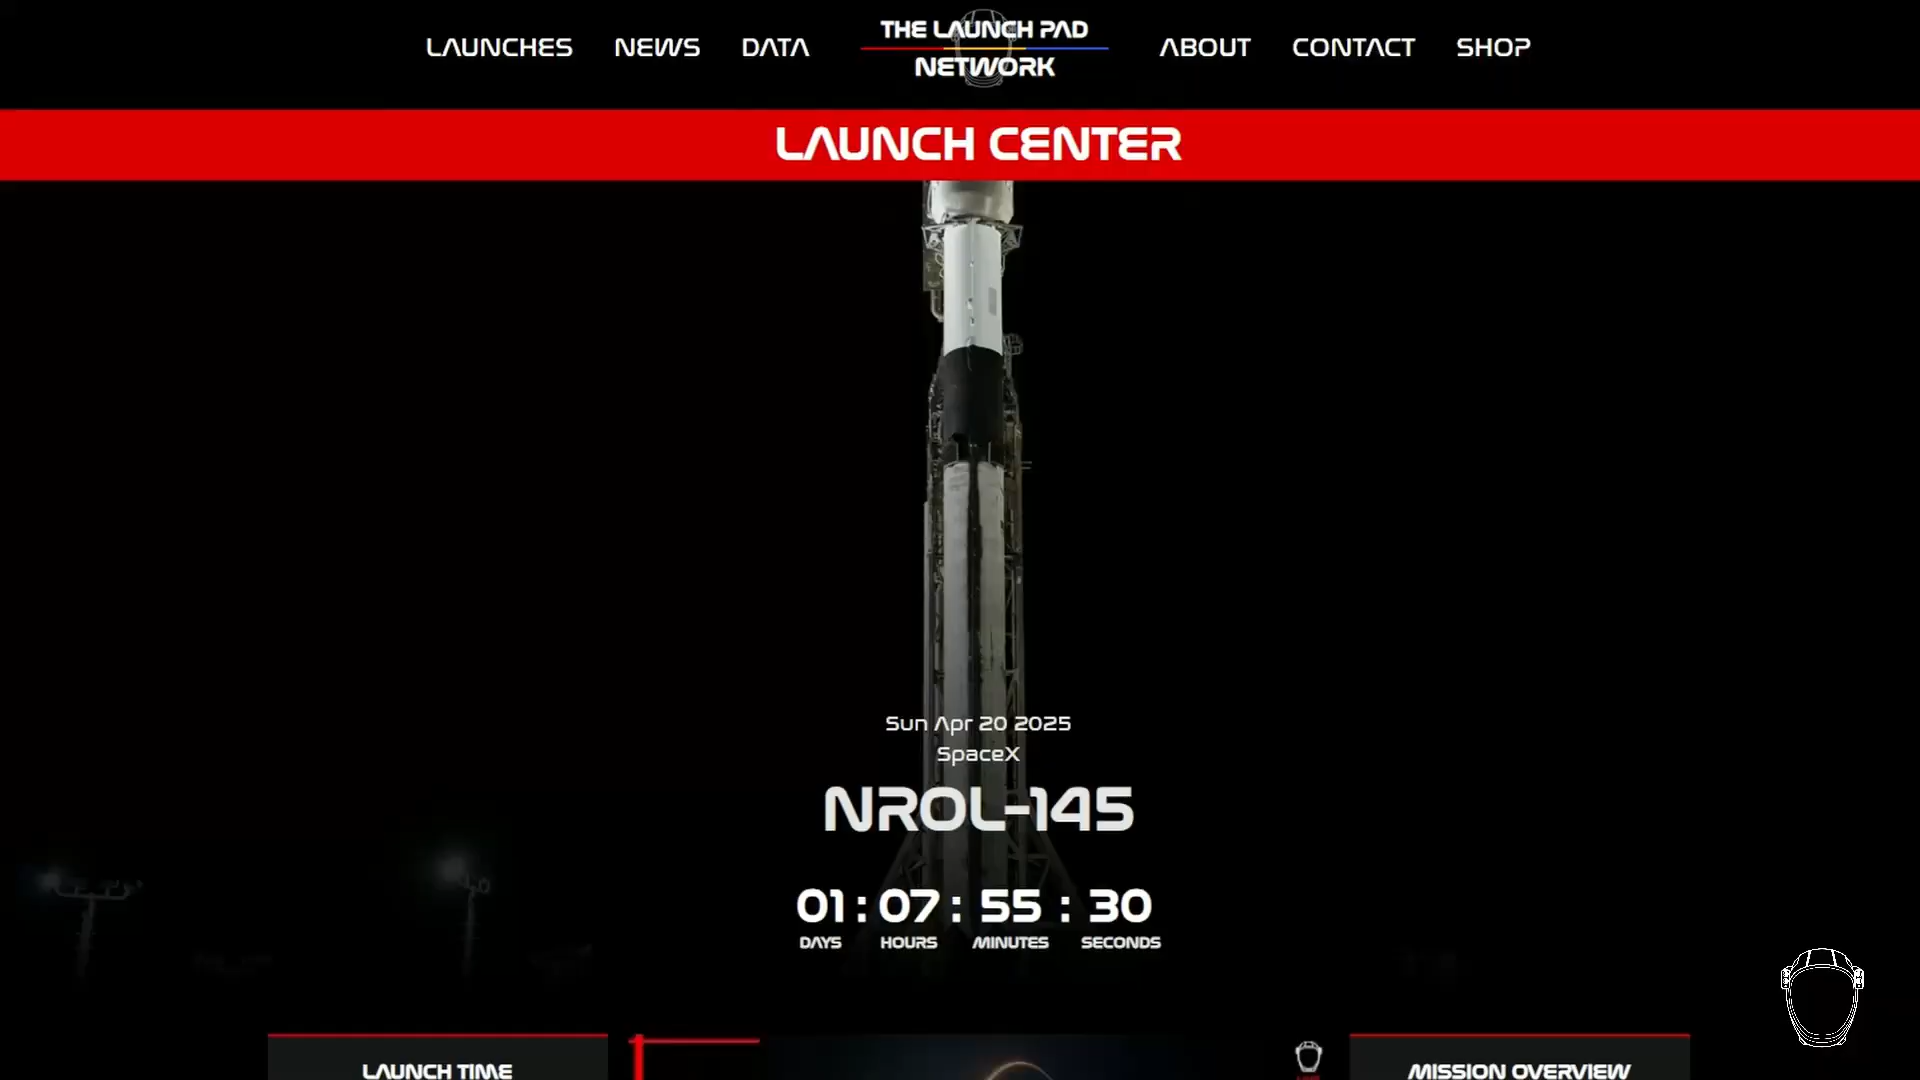 LAUNCHES NEWS DATA THE LAUNCH PAD NETWORK ABOUT CONTACT SHOP
LAUNCH CENTER
Sun Apr 20 2025
SpaceX
NROL-145
01 : 07 : 55 : 30
DAYS HOURS MINUTES SECONDS
LAUNCH TIME
MISSION OVERVIEW